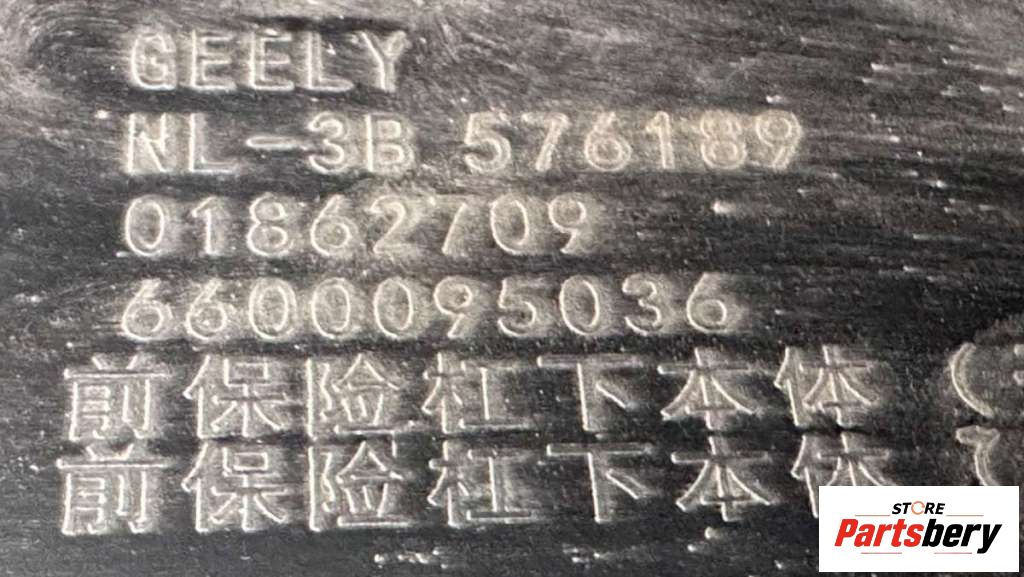 GEELY
NL-3B 576189
01862709
6600095036
前保险杠下本体 (
前保险杠下本体
STORE
Partsbery